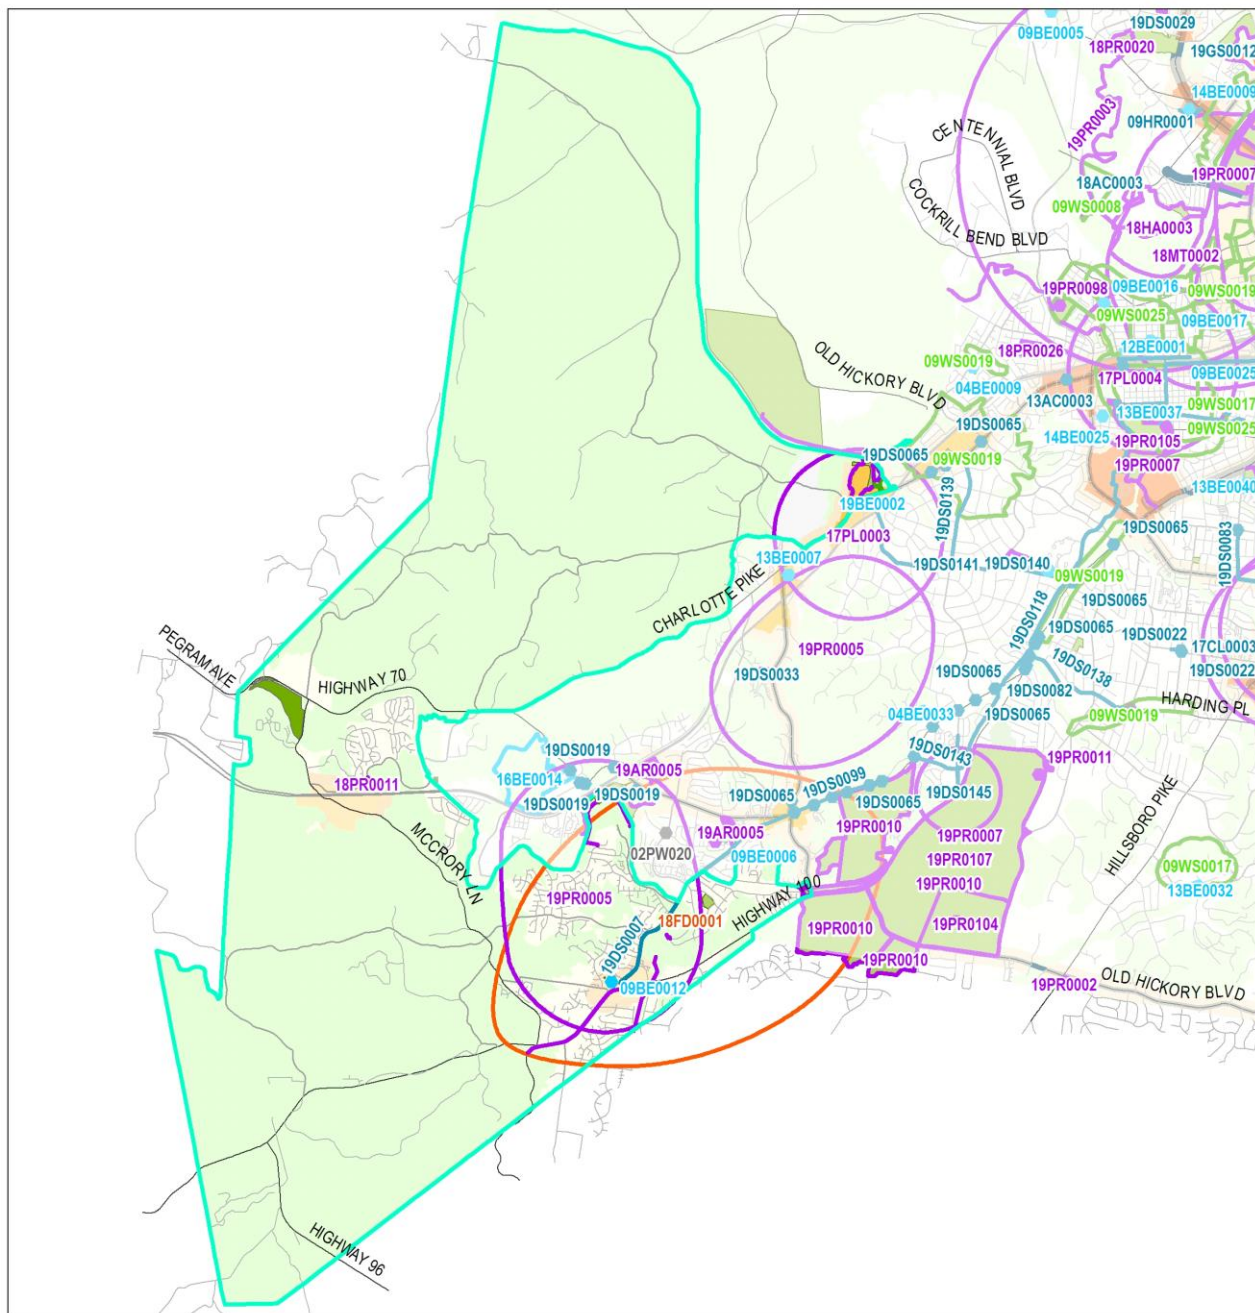 19DS0029
09BE0005
18PR0020
19GS0012
14BE0009
09HR0001
19PR0003
CENTENNIAL BLVD
19PR0007
18AC0003
COCKRILL BEND BLVD
09WS0008
18HA0003
18MT0002
19PR0098
09BE0016
09WS0019
09WS0025
09BE0017
OLD HICKORY BLVD
18PR0026
12BE0001
09WS0019
09BE0025
17PL0004
04BE0009
13AC0003
09WS0017
13BE0037
19DS0065
09WS0025
14BE0025
19PR0105
19DS0065
09WS0019
19PR0007
13BE0040
19BE0002
19DS0139
19DS0065
17PL0003
19DS0083
13BE0007
19DS0141
19DS0140
09WS0019
CHARLOTTE PIKE
19DS0065
19DS0118
19DS0065
19DS0022
PEGRAM AVE
19PR0005
17CL0003
19DS0138
19DS0022
HIGHWAY 70
19DS0033
19DS0065
19DS0082
HARDING PL
19DS0065
04BE0033
09WS0019
19DS0019
19DS0143
19PR0011
18PR0011
16BE0014
19AR0005
19DS0099
19DS0019
19DS0019
19DS0065
19DS0065
19DS0145
HILLSBORO PIKE
MCCRORY LN
19AR0005
19PR0010
19PR0007
02PW020
09BE0006
19PR0107
09WS0017
HIGHWAY 100
19PR0010
13BE0032
19PR0005
18FD0001
19PR0010
19PR0104
19DS0007
19PR0010
09BE0012
19PR0002
OLD HICKORY BLVD
HIGHWAY 96